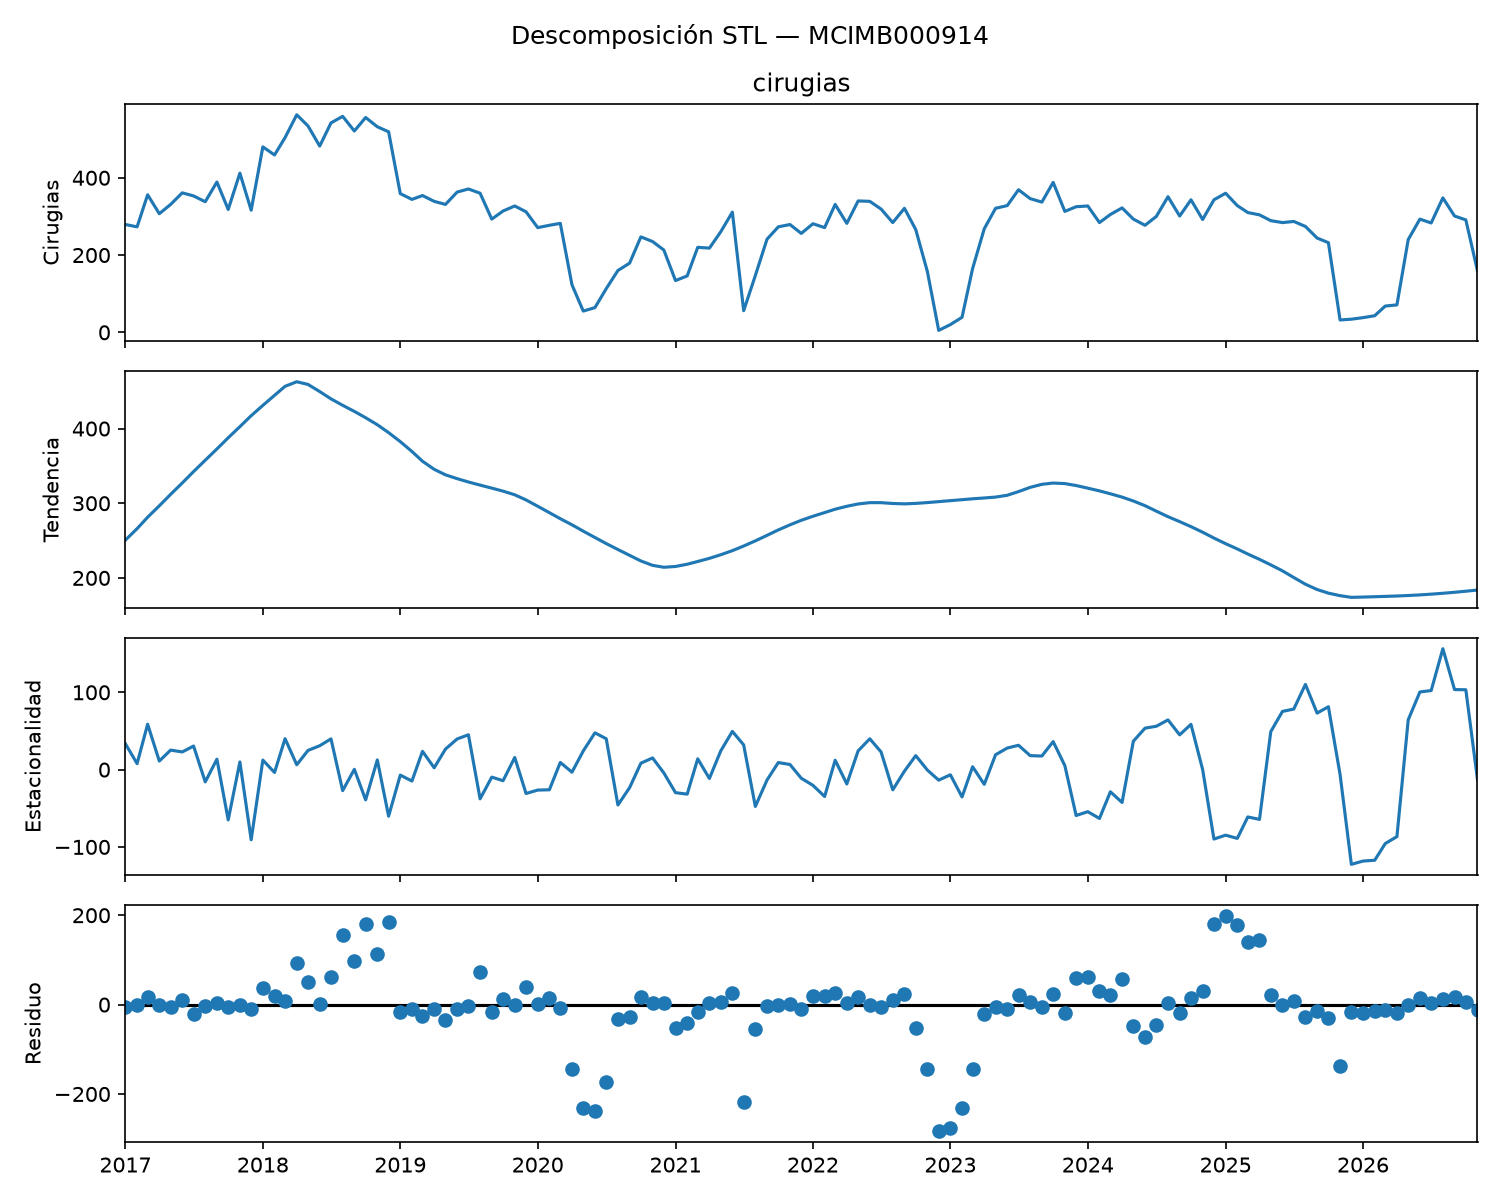 Descomposición STL — MCIMB000914
cirugias
Cirugias
400
200
0
Tendencia
400
300
200
Estacionalidad
100
0
−100
Residuo
200
0
−200
2017 2018 2019 2020 2021 2022 2023 2024 2025 2026